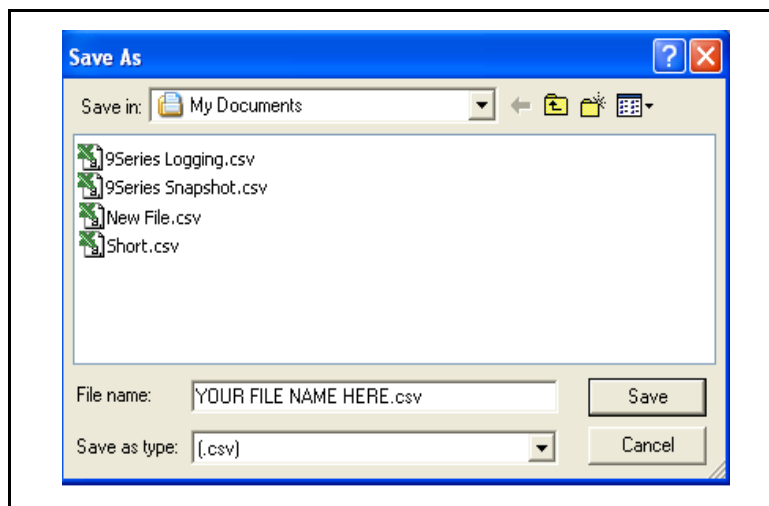 Save As
Save in: My Documents
9Series Logging.csv
9Series Snapshot.csv
New File.csv
Short.csv
File name: YOUR FILE NAME HERE.csv Save
Save as type: (.csv) Cancel